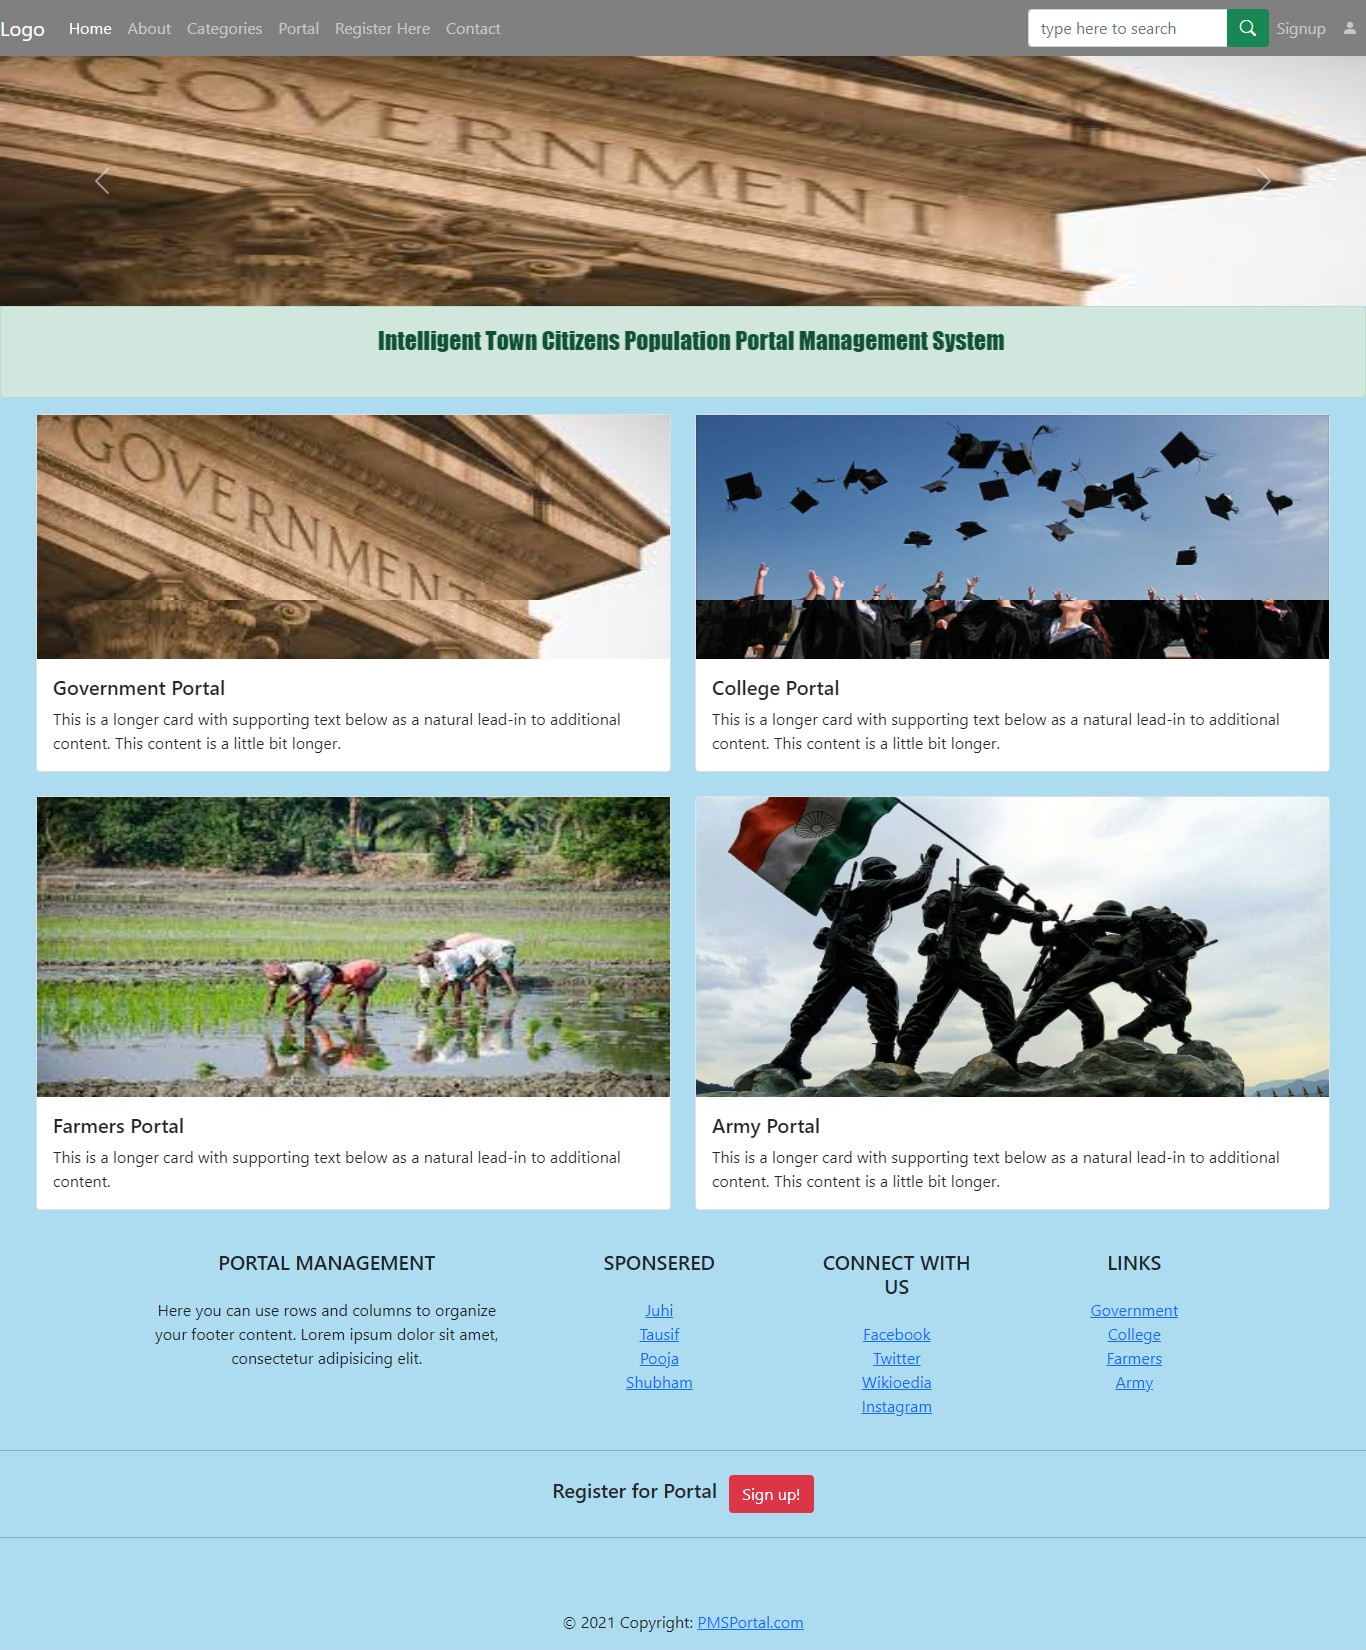 Logo Home About Categories Portal Register Here Contact type here to search Signup
GOVERNMENT
Intelligent Town Citizens Population Portal Management System
GOVERNMENT
Government Portal
This is a longer card with supporting text below as a natural lead-in to additional
content. This content is a little bit longer.
College Portal
This is a longer card with supporting text below as a natural lead-in to additional
content. This content is a little bit longer.
Farmers Portal
This is a longer card with supporting text below as a natural lead-in to additional
content.
Army Portal
This is a longer card with supporting text below as a natural lead-in to additional
content. This content is a little bit longer.
PORTAL MANAGEMENT
Here you can use rows and columns to organize
your footer content. Lorem ipsum dolor sit amet,
consectetur adipisicing elit.
SPONSERED
Juhi
Tausif
Pooja
Shubham
CONNECT WITH
US
Facebook
Twitter
Wikioedia
Instagram
LINKS
Government
College
Farmers
Army
Register for Portal Sign up!
© 2021 Copyright: PMSPortal.com